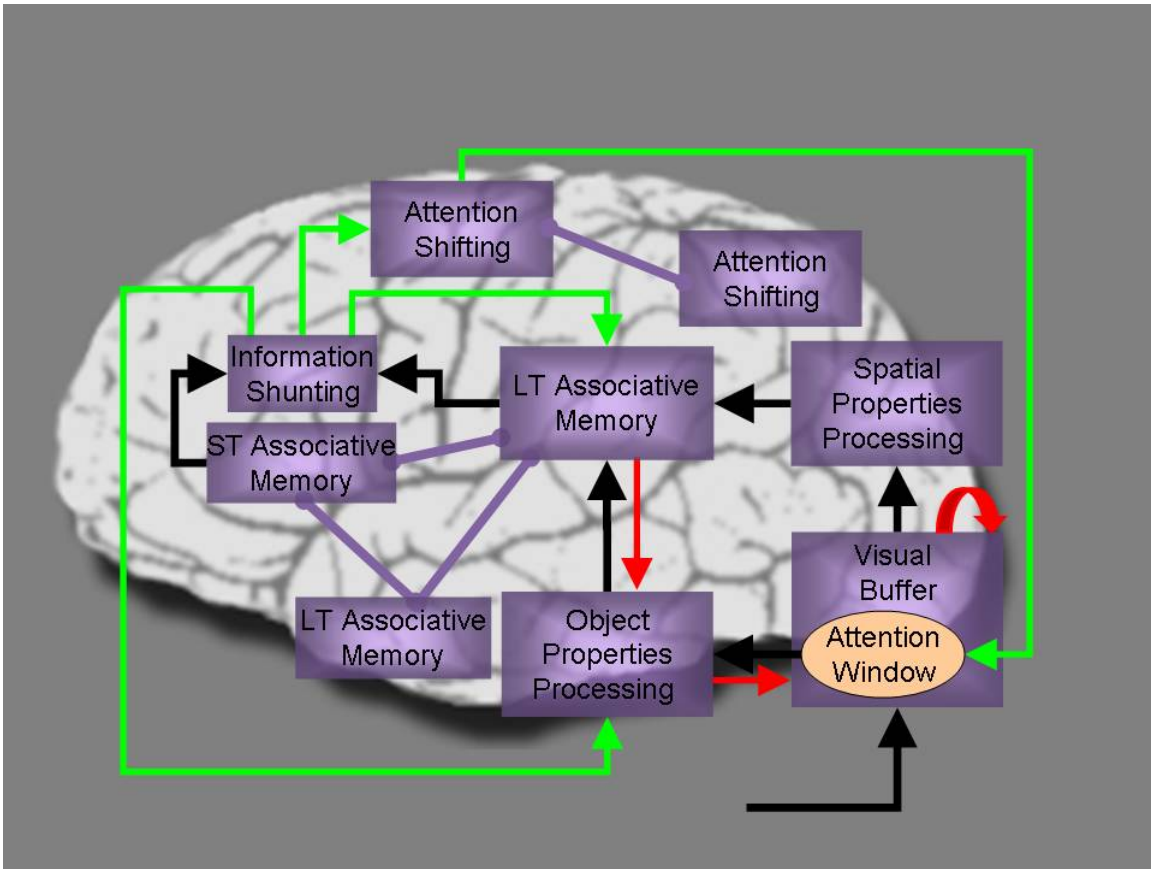 Attention
Shifting
Attention
Shifting
Information
Shunting
LT Associative
Memory
Spatial
Properties
Processing
ST Associative
Memory
Visual
Buffer
LT Associative
Memory
Object
Properties
Processing
Attention
Window